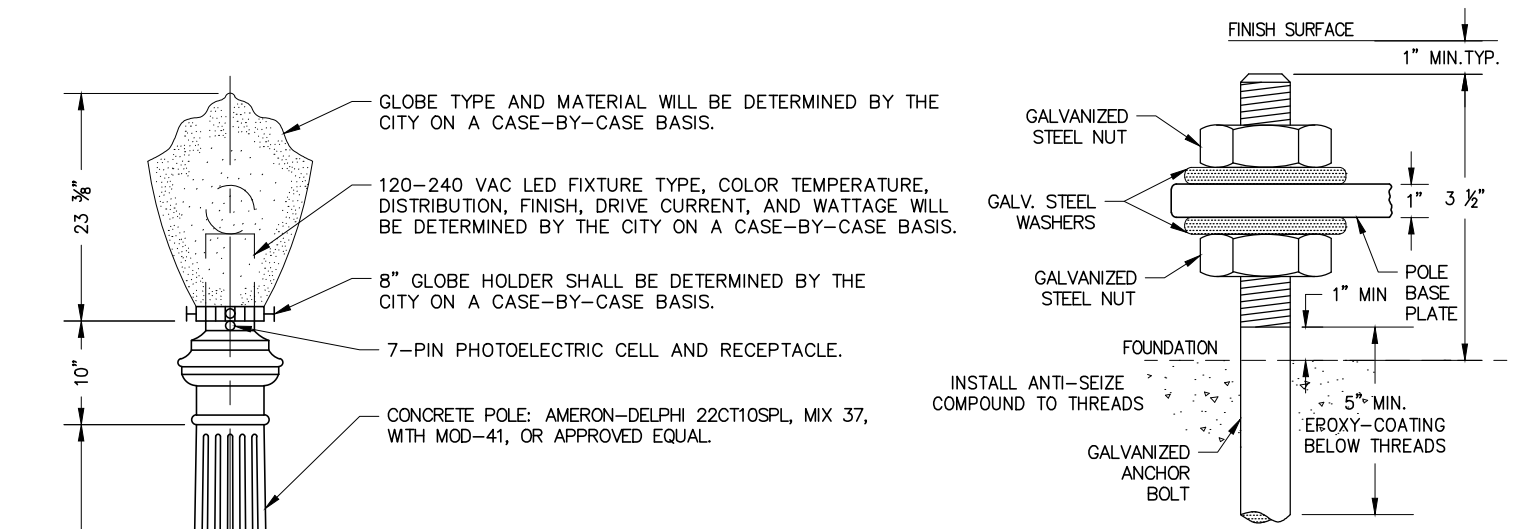 23 ⅜"
10"
GLOBE TYPE AND MATERIAL WILL BE DETERMINED BY THE
CITY ON A CASE-BY-CASE BASIS.
120-240 VAC LED FIXTURE TYPE, COLOR TEMPERATURE,
DISTRIBUTION, FINISH, DRIVE CURRENT, AND WATTAGE WILL
BE DETERMINED BY THE CITY ON A CASE-BY-CASE BASIS.
8" GLOBE HOLDER SHALL BE DETERMINED BY THE
CITY ON A CASE-BY-CASE BASIS.
7-PIN PHOTOELECTRIC CELL AND RECEPTACLE.
CONCRETE POLE: AMERON-DELPHI 22CT10SPL, MIX 37,
WITH MOD-41, OR APPROVED EQUAL.
FINISH SURFACE
1" MIN.TYP.
GALVANIZED
STEEL NUT
GALV. STEEL
WASHERS
1"
3 ½"
GALVANIZED
STEEL NUT
POLE
BASE
PLATE
1" MIN
FOUNDATION
INSTALL ANTI-SEIZE
COMPOUND TO THREADS
5" MIN.
EPOXY-COATING
BELOW THREADS
GALVANIZED
ANCHOR
BOLT